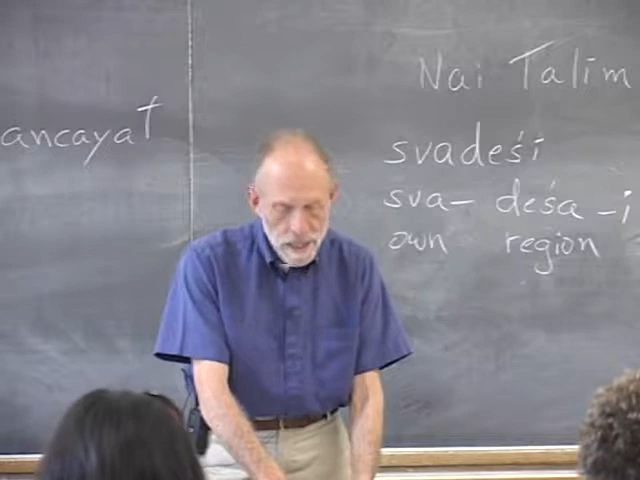 Nai Talim
ancayat
svadeśi
sva- deśa -i
own region